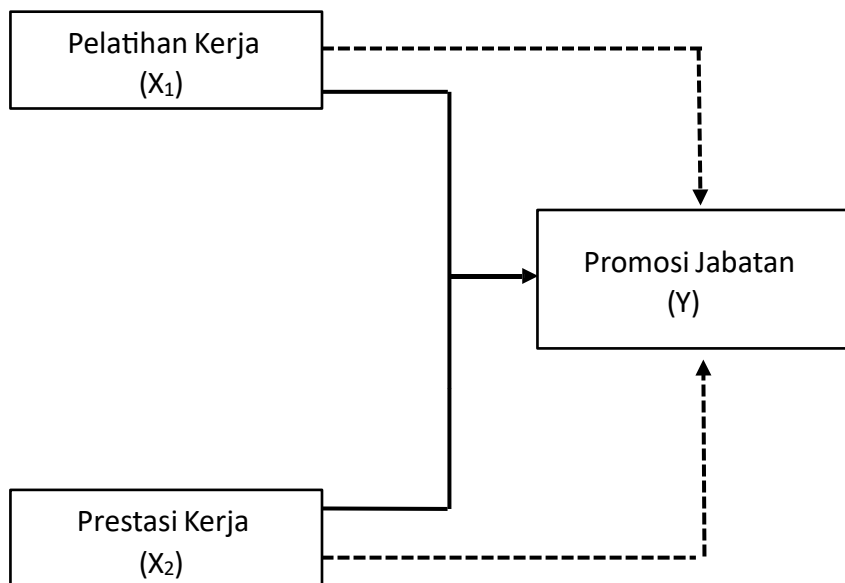 Pelatihan Kerja
(X₁)
Promosi Jabatan
(Y)
Prestasi Kerja
(X₂)